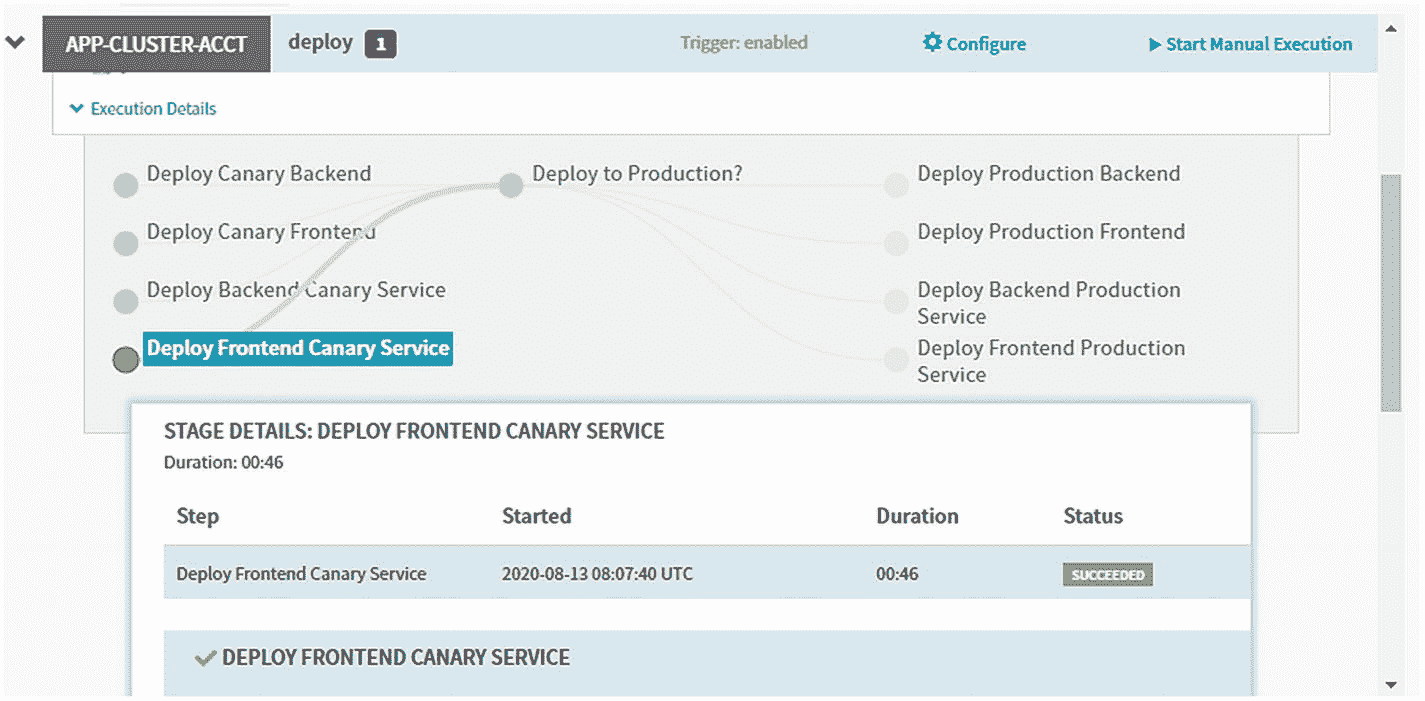 APP-CLUSTER-ACCT deploy 1 Trigger: enabled Configure Start Manual Execution
Execution Details
Deploy Canary Backend Deploy to Production? Deploy Production Backend
Deploy Canary Frontend Deploy Production Frontend
Deploy Backend Canary Service Deploy Backend Production
Service
Deploy Frontend Canary Service Deploy Frontend Production
Service
STAGE DETAILS: DEPLOY FRONTEND CANARY SERVICE
Duration: 00:46
Step Started Duration Status
Deploy Frontend Canary Service 2020-08-13 08:07:40 UTC 00:46 SUCCEEDED
DEPLOY FRONTEND CANARY SERVICE